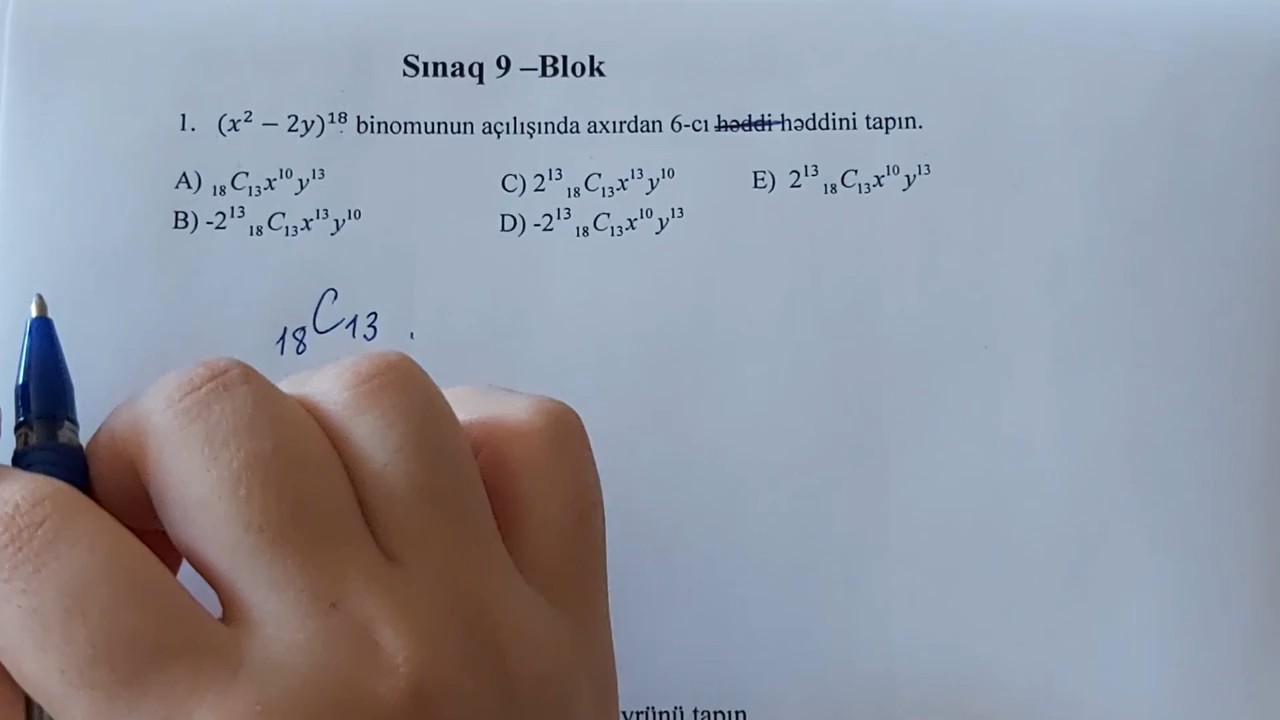 Sınaq 9 –Blok
1. (x² – 2y)¹⁸ binomunun açılışında axırdan 6-cı həddi həddini tapın.
A) ₁₈C₁₃x¹⁰y¹³ C) 2¹³ ₁₈C₁₃x¹³y¹⁰ E) 2¹³ ₁₈C₁₃x¹⁰y¹³
B) -2¹³ ₁₈C₁₃x¹³y¹⁰ D) -2¹³ ₁₈C₁₃x¹⁰y¹³
₁₈C₁₃ .
tapın